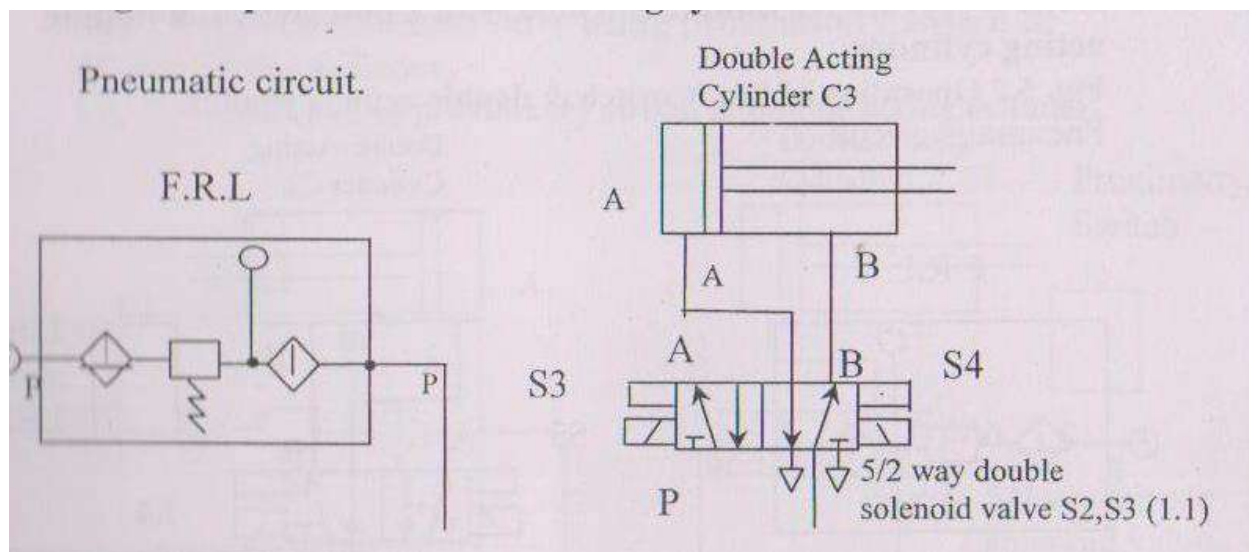 Pneumatic circuit.
F.R.L
P
P
Double Acting
Cylinder C3
A
A
B
A
B
S3
S4
P
5/2 way double
solenoid valve S2,S3 (1.1)